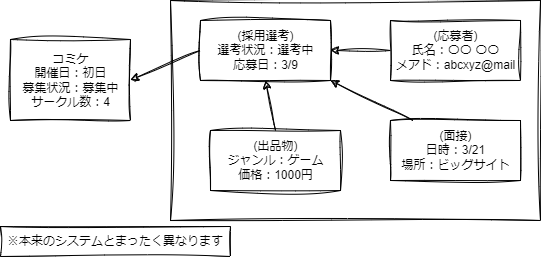 コミケ
開催日：初日
募集状況：募集中
サークル数：4
(採用選考)
選考状況：選考中
応募日：3/9
(応募者)
氏名：〇〇 〇〇
メアド：abcxyz@mail
(出品物)
ジャンル：ゲーム
価格：1000円
(面接)
日時：3/21
場所：ビッグサイト
※本来のシステムとまったく異なります